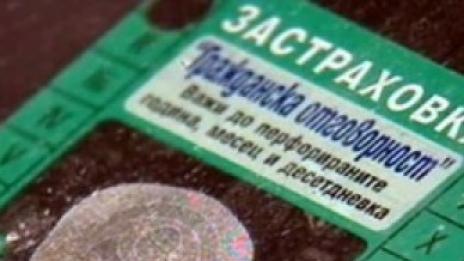 ЗАСТРАХОВК
"Гражданска отговорност"
Важи до перфорираните
година, месец и десетдневка